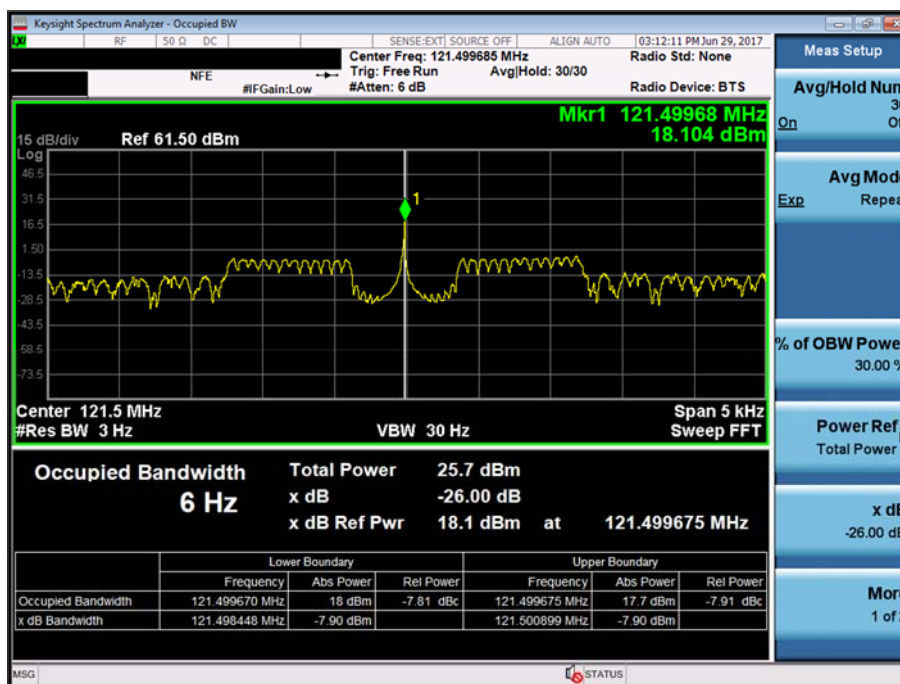 Keysight Spectrum Analyzer - Occupied BW
LXI RF 50 Ω DC SENSE:EXT SOURCE OFF ALIGN AUTO 03:12:11 PM Jun 29, 2017
Center Freq: 121.499685 MHz Radio Std: None
NFE Trig: Free Run Avg|Hold: 30/30
#IFGain:Low #Atten: 6 dB Radio Device: BTS
Mkr1 121.49968 MHz
15 dB/div Ref 61.50 dBm 18.104 dBm
Log
46.5
31.5
1
16.5
1.50
-13.5
-28.5
-43.5
-58.5
-73.5
Center 121.5 MHz Span 5 kHz
#Res BW 3 Hz VBW 30 Hz Sweep FFT
Occupied Bandwidth Total Power 25.7 dBm
6 Hz x dB -26.00 dB
x dB Ref Pwr 18.1 dBm at 121.499675 MHz
Lower Boundary Upper Boundary
Frequency Abs Power Rel Power Frequency Abs Power Rel Power
Occupied Bandwidth 121.499670 MHz 18 dBm -7.81 dBc 121.499675 MHz 17.7 dBm -7.91 dBc
x dB Bandwidth 121.498448 MHz -7.90 dBm 121.500899 MHz -7.90 dBm
MSG STATUS
Meas Setup
Avg/Hold Num
On
Avg Mode
Exp Repea
% of OBW Power
30.00 %
Power Ref
Total Power
x dB
-26.00 dB
More
1 of